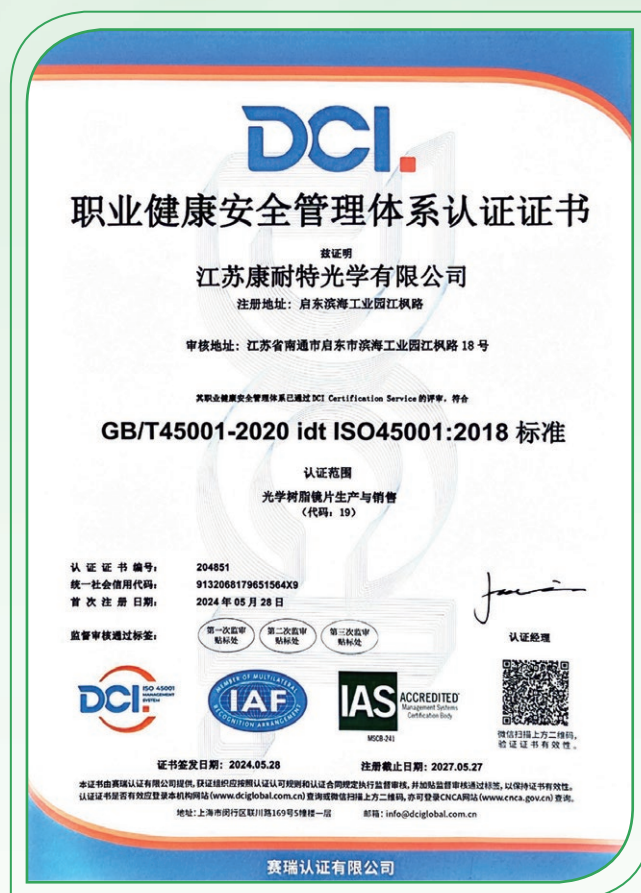 DCI.
职业健康安全管理体系认证证书
兹证明
江苏康耐特光学有限公司
注册地址：启东滨海工业园江枫路
审核地址：江苏省南通市启东市滨海工业园江枫路 18 号
其职业健康安全管理体系已通过 DCI Certification Service 的评审，符合
GB/T45001-2020 idt ISO45001:2018 标准
认证范围
光学树脂镜片生产与销售
（代码：19）
认 证 证 书 编号： 204851
统一社会信用代码： 9132068179651564X9
首 次 注 册 日期： 2024 年 05 月 28 日
监督审核通过标签： 第一次监审 贴标处 第二次监审 贴标处 第三次监审 贴标处
认证经理
DCI. ISO 45001 MANAGEMENT SYSTEM
MEMBER OF MULTILATERAL
IAF
RECOGNITION ARRANGEMENT
IAS ACCREDITED
Management Systems
Certification Body
MSCB-241
微信扫描上方二维码，
验证证书有效性。
证书签发日期：2024.05.28 注册截止日期：2027.05.27
本证书由赛瑞认证有限公司提供，获证组织应按照认证认可规则和认证合同规定执行监督审核，并加贴监督审核通过标签，以保持证书有效性。
认证证书是否有效应登录本机构网站（www.dciglobal.com.cn）查询或微信扫描上方二维码，亦可登录CNCA网站（www.cnca.gov.cn）查询。
地址：上海市闵行区联川路169号5幢楼一层 邮箱：info@dciglobal.com.cn
赛瑞认证有限公司